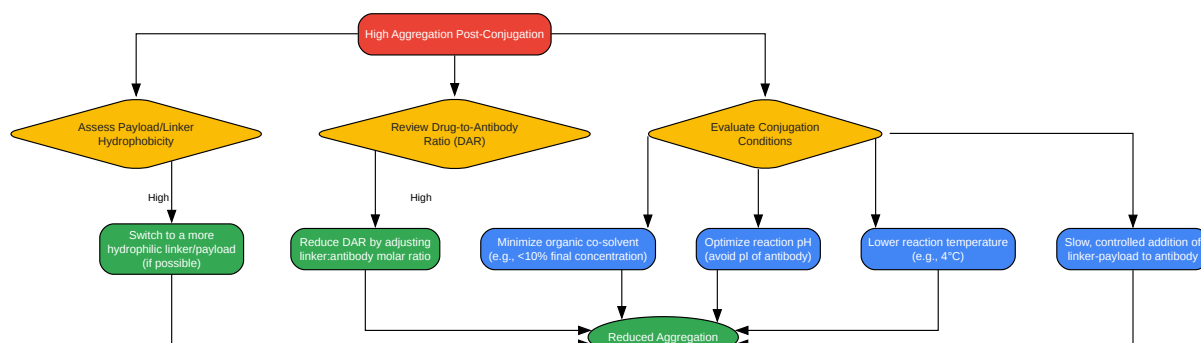 High Aggregation Post-Conjugation
Assess Payload/Linker
Hydrophobicity
Review Drug-to-Antibody
Ratio (DAR)
Evaluate Conjugation
Conditions
High
High
Switch to a more
hydrophilic linker/payload
(if possible)
Reduce DAR by adjusting
linker:antibody molar ratio
Minimize organic co-solvent
(e.g., <10% final concentration)
Optimize reaction pH
(avoid pI of antibody)
Lower reaction temperature
(e.g., 4°C)
Slow, controlled addition of
linker-payload to antibody
Reduced Aggregation